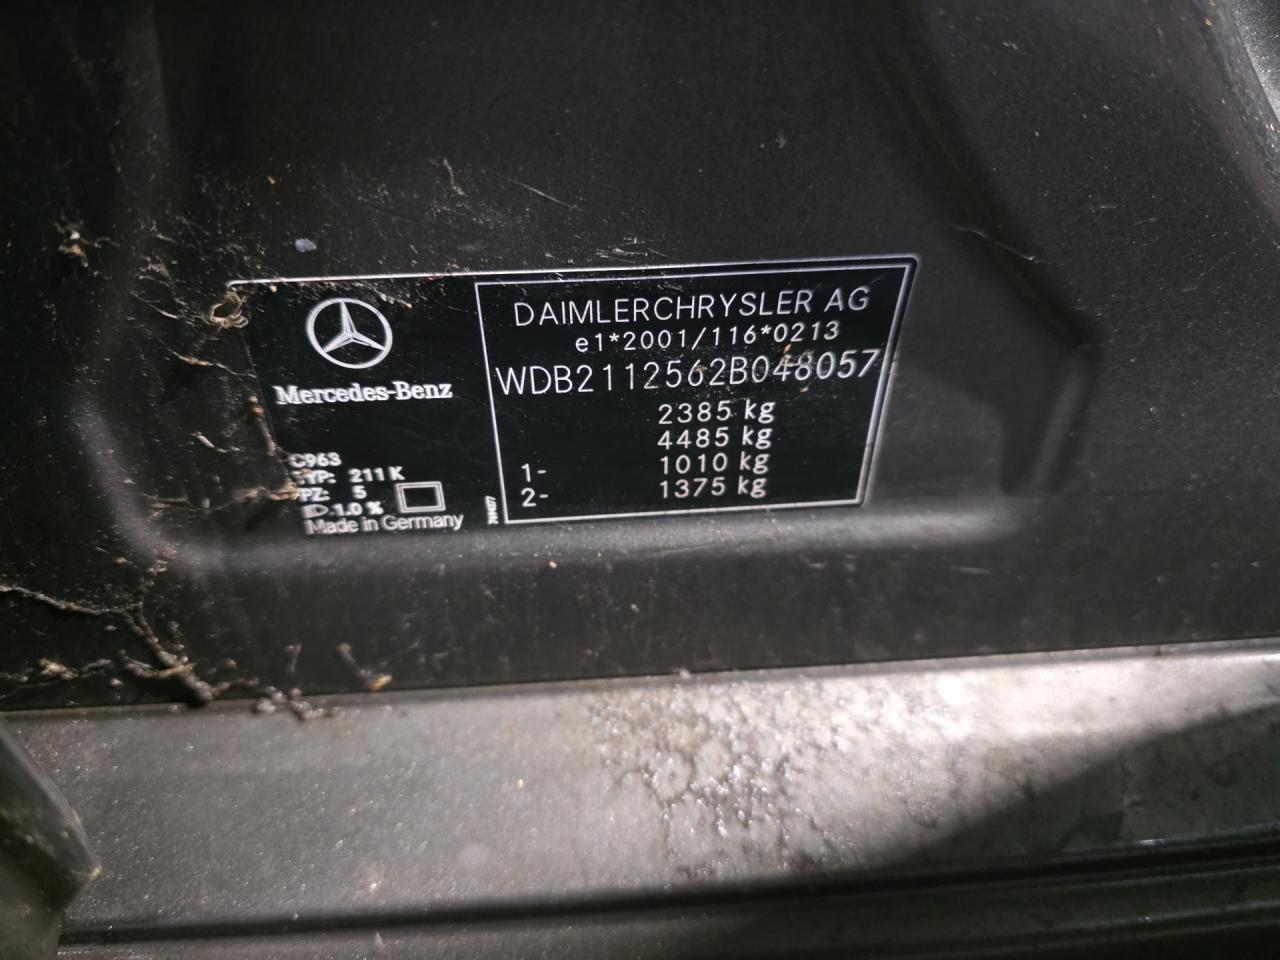 Mercedes-Benz
C963
TYP: 211 K
PZ: 5
1.0 %
Made in Germany
DAIMLERCHRYSLER AG
e1*2001/116*0213
WDB2112562B048057
2385 kg
4485 kg
1- 1010 kg
2- 1375 kg